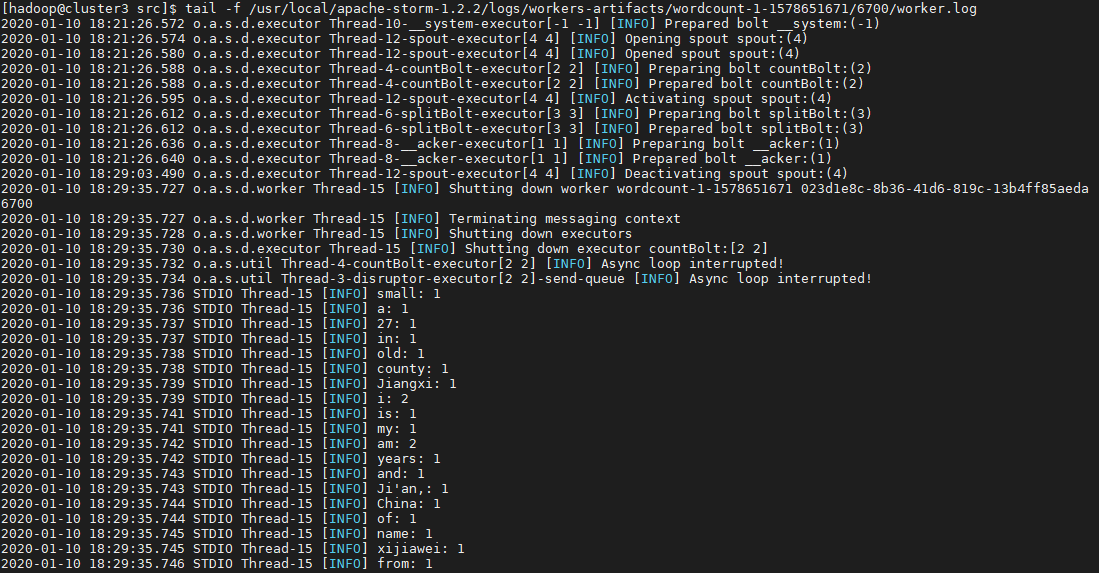 [hadoop@cluster3 src]$ tail -f /usr/local/apache-storm-1.2.2/logs/workers-artifacts/wordcount-1-1578651671/6700/worker.log
2020-01-10 18:21:26.572 o.a.s.d.executor Thread-10-__system-executor[-1 -1] [INFO] Prepared bolt __system:(-1)
2020-01-10 18:21:26.574 o.a.s.d.executor Thread-12-spout-executor[4 4] [INFO] Opening spout spout:(4)
2020-01-10 18:21:26.580 o.a.s.d.executor Thread-12-spout-executor[4 4] [INFO] Opened spout spout:(4)
2020-01-10 18:21:26.588 o.a.s.d.executor Thread-4-countBolt-executor[2 2] [INFO] Preparing bolt countBolt:(2)
2020-01-10 18:21:26.588 o.a.s.d.executor Thread-4-countBolt-executor[2 2] [INFO] Prepared bolt countBolt:(2)
2020-01-10 18:21:26.595 o.a.s.d.executor Thread-12-spout-executor[4 4] [INFO] Activating spout spout:(4)
2020-01-10 18:21:26.612 o.a.s.d.executor Thread-6-splitBolt-executor[3 3] [INFO] Preparing bolt splitBolt:(3)
2020-01-10 18:21:26.612 o.a.s.d.executor Thread-6-splitBolt-executor[3 3] [INFO] Prepared bolt splitBolt:(3)
2020-01-10 18:21:26.636 o.a.s.d.executor Thread-8-__acker-executor[1 1] [INFO] Preparing bolt __acker:(1)
2020-01-10 18:21:26.640 o.a.s.d.executor Thread-8-__acker-executor[1 1] [INFO] Prepared bolt __acker:(1)
2020-01-10 18:29:03.490 o.a.s.d.executor Thread-12-spout-executor[4 4] [INFO] Deactivating spout spout:(4)
2020-01-10 18:29:35.727 o.a.s.d.worker Thread-15 [INFO] Shutting down worker wordcount-1-1578651671 023d1e8c-8b36-41d6-819c-13b4ff85aeda
6700
2020-01-10 18:29:35.727 o.a.s.d.worker Thread-15 [INFO] Terminating messaging context
2020-01-10 18:29:35.728 o.a.s.d.worker Thread-15 [INFO] Shutting down executors
2020-01-10 18:29:35.730 o.a.s.d.executor Thread-15 [INFO] Shutting down executor countBolt:[2 2]
2020-01-10 18:29:35.732 o.a.s.util Thread-4-countBolt-executor[2 2] [INFO] Async loop interrupted!
2020-01-10 18:29:35.734 o.a.s.util Thread-3-disruptor-executor[2 2]-send-queue [INFO] Async loop interrupted!
2020-01-10 18:29:35.736 STDIO Thread-15 [INFO] small: 1
2020-01-10 18:29:35.736 STDIO Thread-15 [INFO] a: 1
2020-01-10 18:29:35.737 STDIO Thread-15 [INFO] 27: 1
2020-01-10 18:29:35.737 STDIO Thread-15 [INFO] in: 1
2020-01-10 18:29:35.738 STDIO Thread-15 [INFO] old: 1
2020-01-10 18:29:35.738 STDIO Thread-15 [INFO] county: 1
2020-01-10 18:29:35.739 STDIO Thread-15 [INFO] Jiangxi: 1
2020-01-10 18:29:35.739 STDIO Thread-15 [INFO] i: 2
2020-01-10 18:29:35.741 STDIO Thread-15 [INFO] is: 1
2020-01-10 18:29:35.741 STDIO Thread-15 [INFO] my: 1
2020-01-10 18:29:35.742 STDIO Thread-15 [INFO] am: 2
2020-01-10 18:29:35.742 STDIO Thread-15 [INFO] years: 1
2020-01-10 18:29:35.743 STDIO Thread-15 [INFO] and: 1
2020-01-10 18:29:35.743 STDIO Thread-15 [INFO] Ji'an,: 1
2020-01-10 18:29:35.744 STDIO Thread-15 [INFO] China: 1
2020-01-10 18:29:35.744 STDIO Thread-15 [INFO] of: 1
2020-01-10 18:29:35.745 STDIO Thread-15 [INFO] name: 1
2020-01-10 18:29:35.745 STDIO Thread-15 [INFO] xijiawei: 1
2020-01-10 18:29:35.746 STDIO Thread-15 [INFO] from: 1